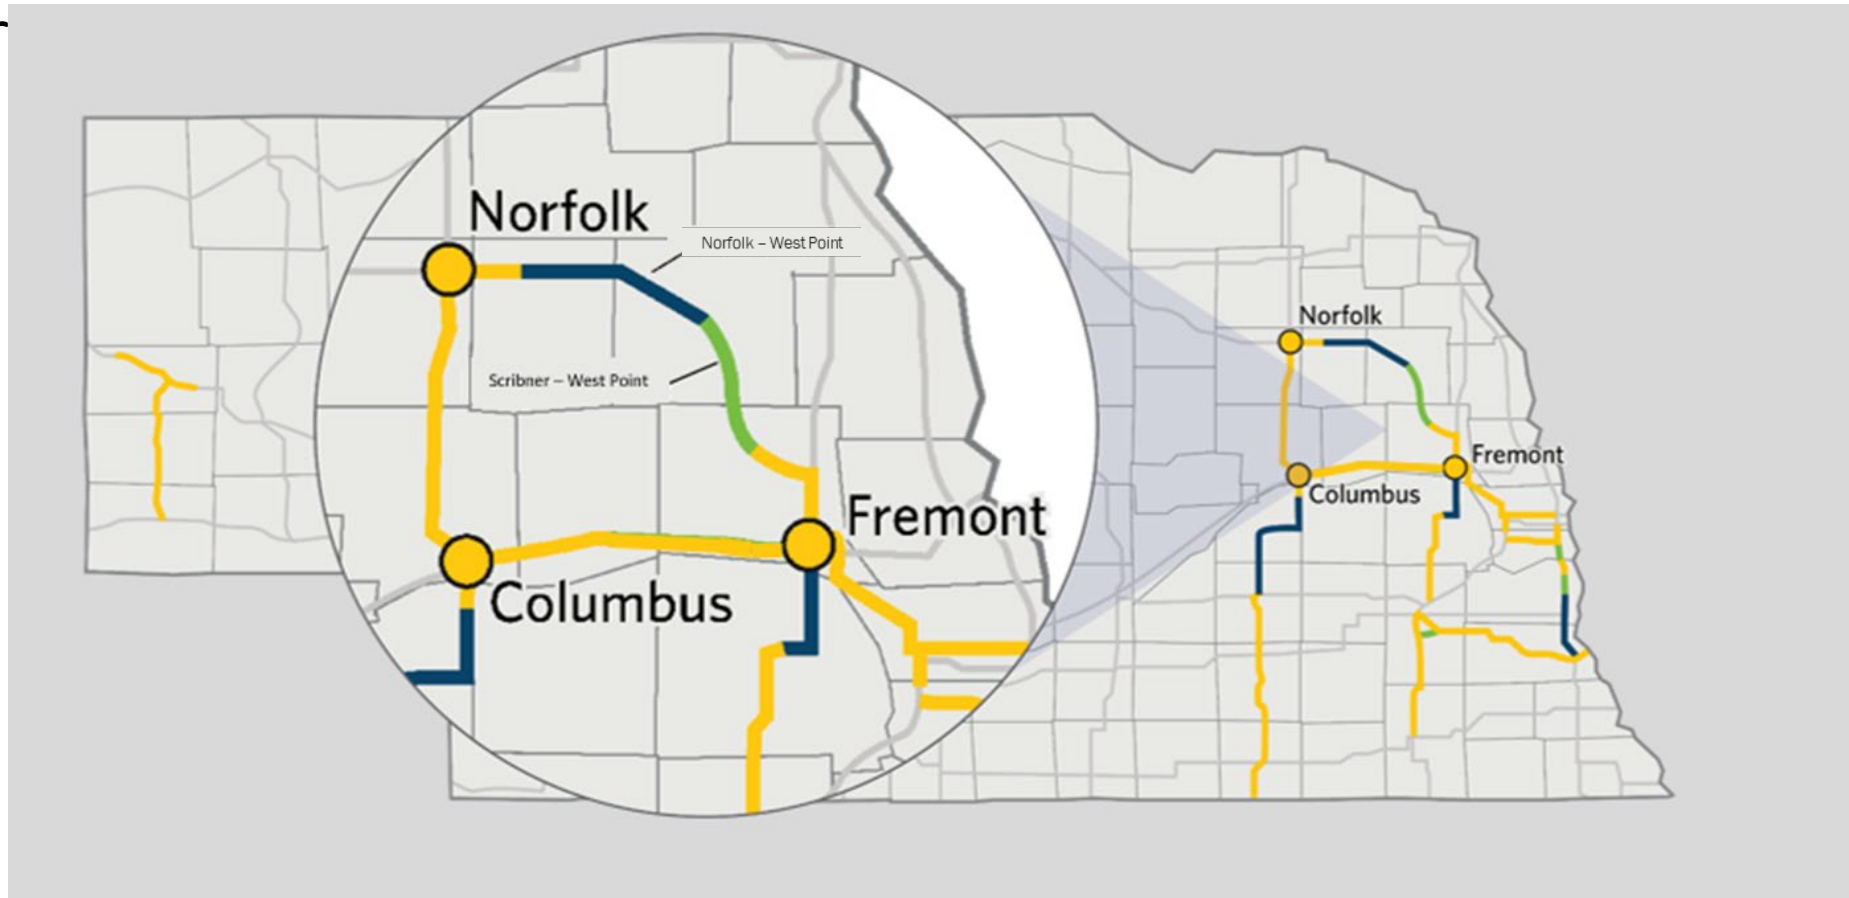 Norfolk
Norfolk – West Point
Scribner – West Point
Fremont
Columbus
Norfolk
Fremont
Columbus